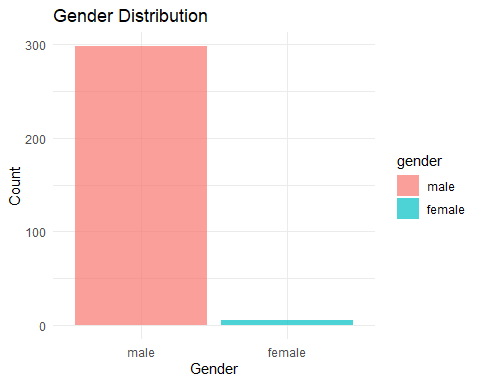 Gender Distribution
300
200
100
0
Count
male
female
Gender
gender
male
female